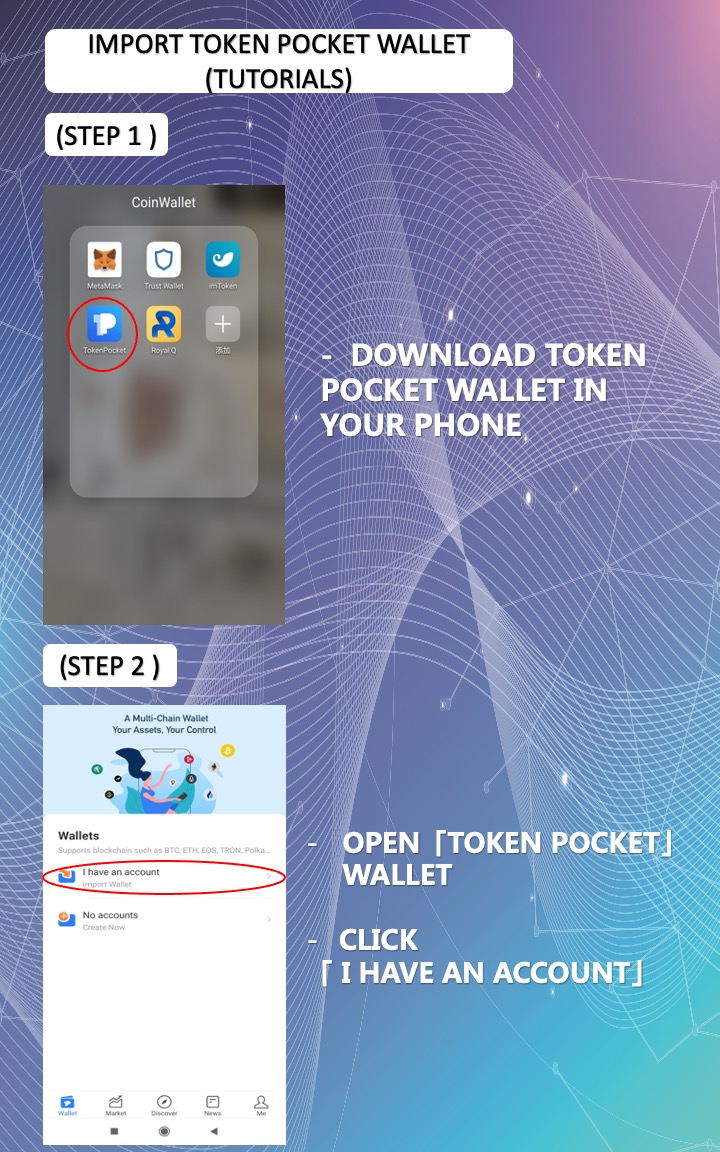 IMPORT TOKEN POCKET WALLET
(TUTORIALS)
(STEP 1 )
CoinWallet
MetaMask
Trust Wallet
imToken
TokenPocket
Royal Q
添加
- DOWNLOAD TOKEN
POCKET WALLET IN
YOUR PHONE
(STEP 2 )
A Multi-Chain Wallet
Your Assets, Your Control
Wallets
Supports blockchain such as BTC, ETH, EOS, TRON, Polka...
I have an account
Import Wallet
No accounts
Create Now
Wallet
Market
Discover
News
Me
- OPEN「TOKEN POCKET」
WALLET
- CLICK
「 I HAVE AN ACCOUNT」